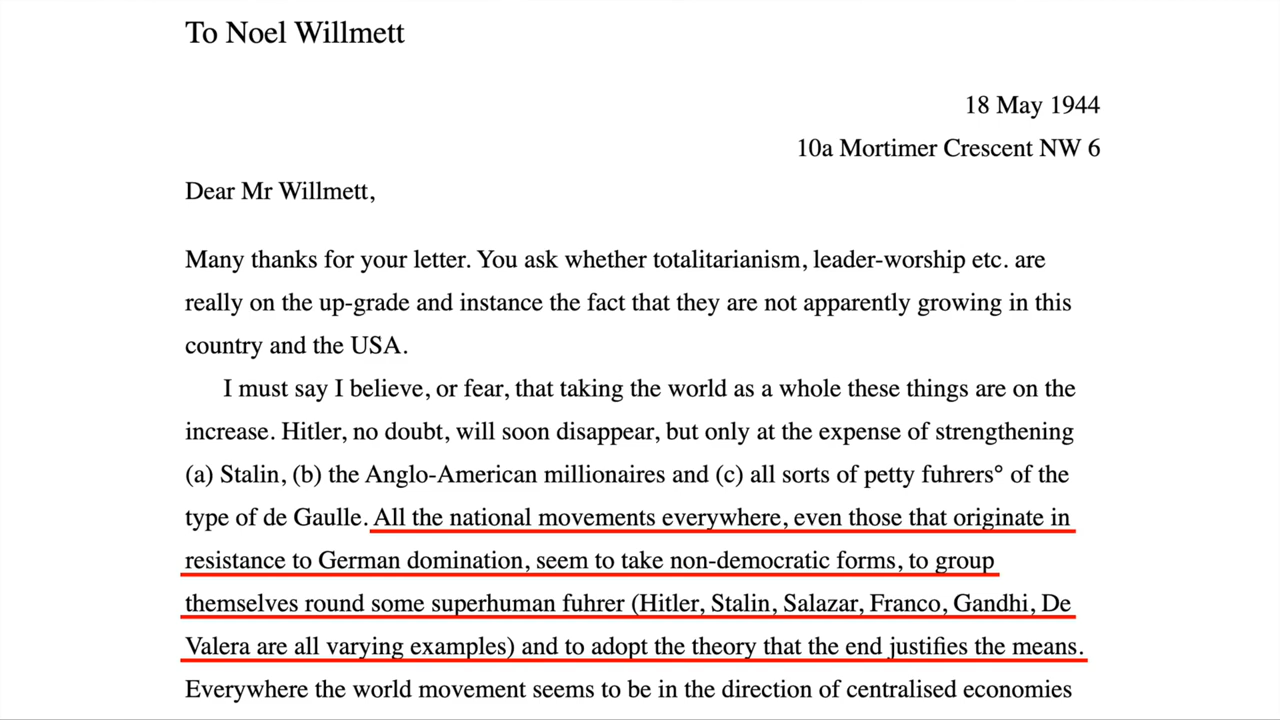 To Noel Willmett
18 May 1944
10a Mortimer Crescent NW 6
Dear Mr Willmett,
Many thanks for your letter. You ask whether totalitarianism, leader-worship etc. are
really on the up-grade and instance the fact that they are not apparently growing in this
country and the USA.
I must say I believe, or fear, that taking the world as a whole these things are on the
increase. Hitler, no doubt, will soon disappear, but only at the expense of strengthening
(a) Stalin, (b) the Anglo-American millionaires and (c) all sorts of petty fuhrers° of the
type of de Gaulle. All the national movements everywhere, even those that originate in
resistance to German domination, seem to take non-democratic forms, to group
themselves round some superhuman fuhrer (Hitler, Stalin, Salazar, Franco, Gandhi, De
Valera are all varying examples) and to adopt the theory that the end justifies the means.
Everywhere the world movement seems to be in the direction of centralised economies